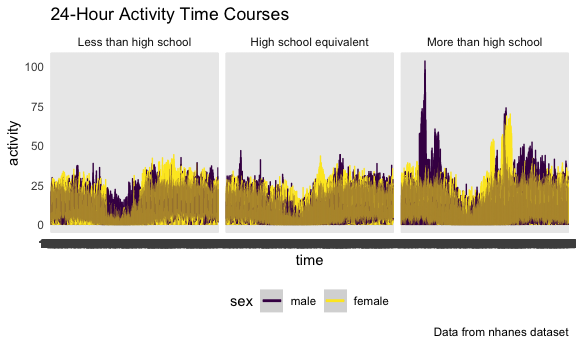 24-Hour Activity Time Courses
Less than high school High school equivalent More than high school
100
75
50
25
0
activity
time
sex male female
Data from nhanes dataset